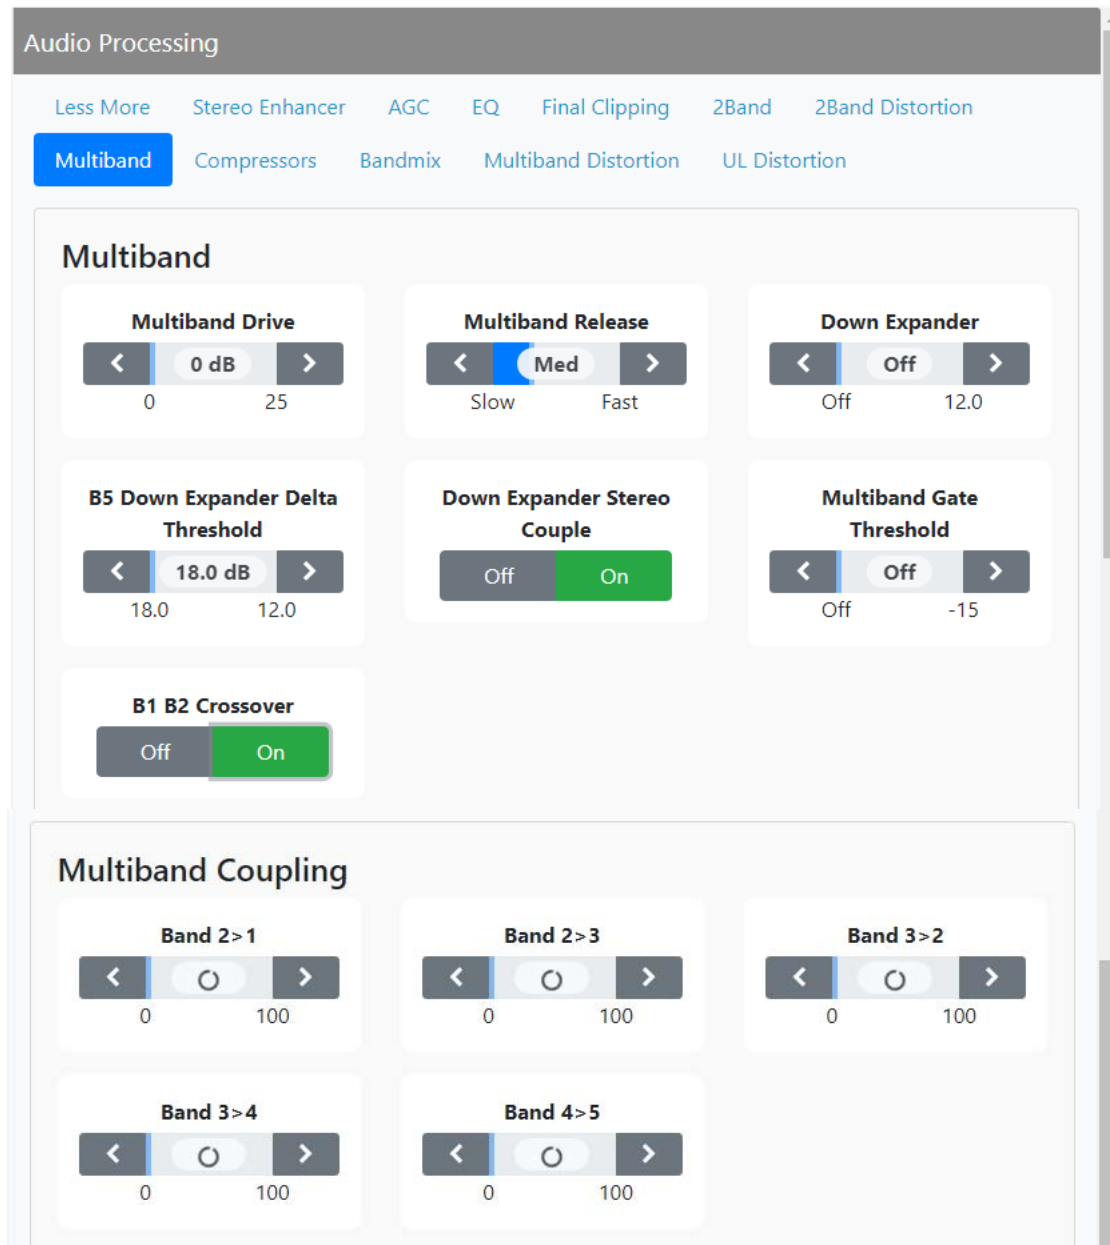 Audio Processing
Less More Stereo Enhancer AGC EQ Final Clipping 2Band 2Band Distortion
Multiband Compressors Bandmix Multiband Distortion UL Distortion
Multiband
Multiband Drive
0 dB
0 25
Multiband Release
Med
Slow Fast
Down Expander
Off
Off 12.0
B5 Down Expander Delta
Threshold
18.0 dB
18.0 12.0
Down Expander Stereo
Couple
Off On
Multiband Gate
Threshold
Off
Off -15
B1 B2 Crossover
Off On
Multiband Coupling
Band 2>1
0 100
Band 2>3
0 100
Band 3>2
0 100
Band 3>4
0 100
Band 4>5
0 100